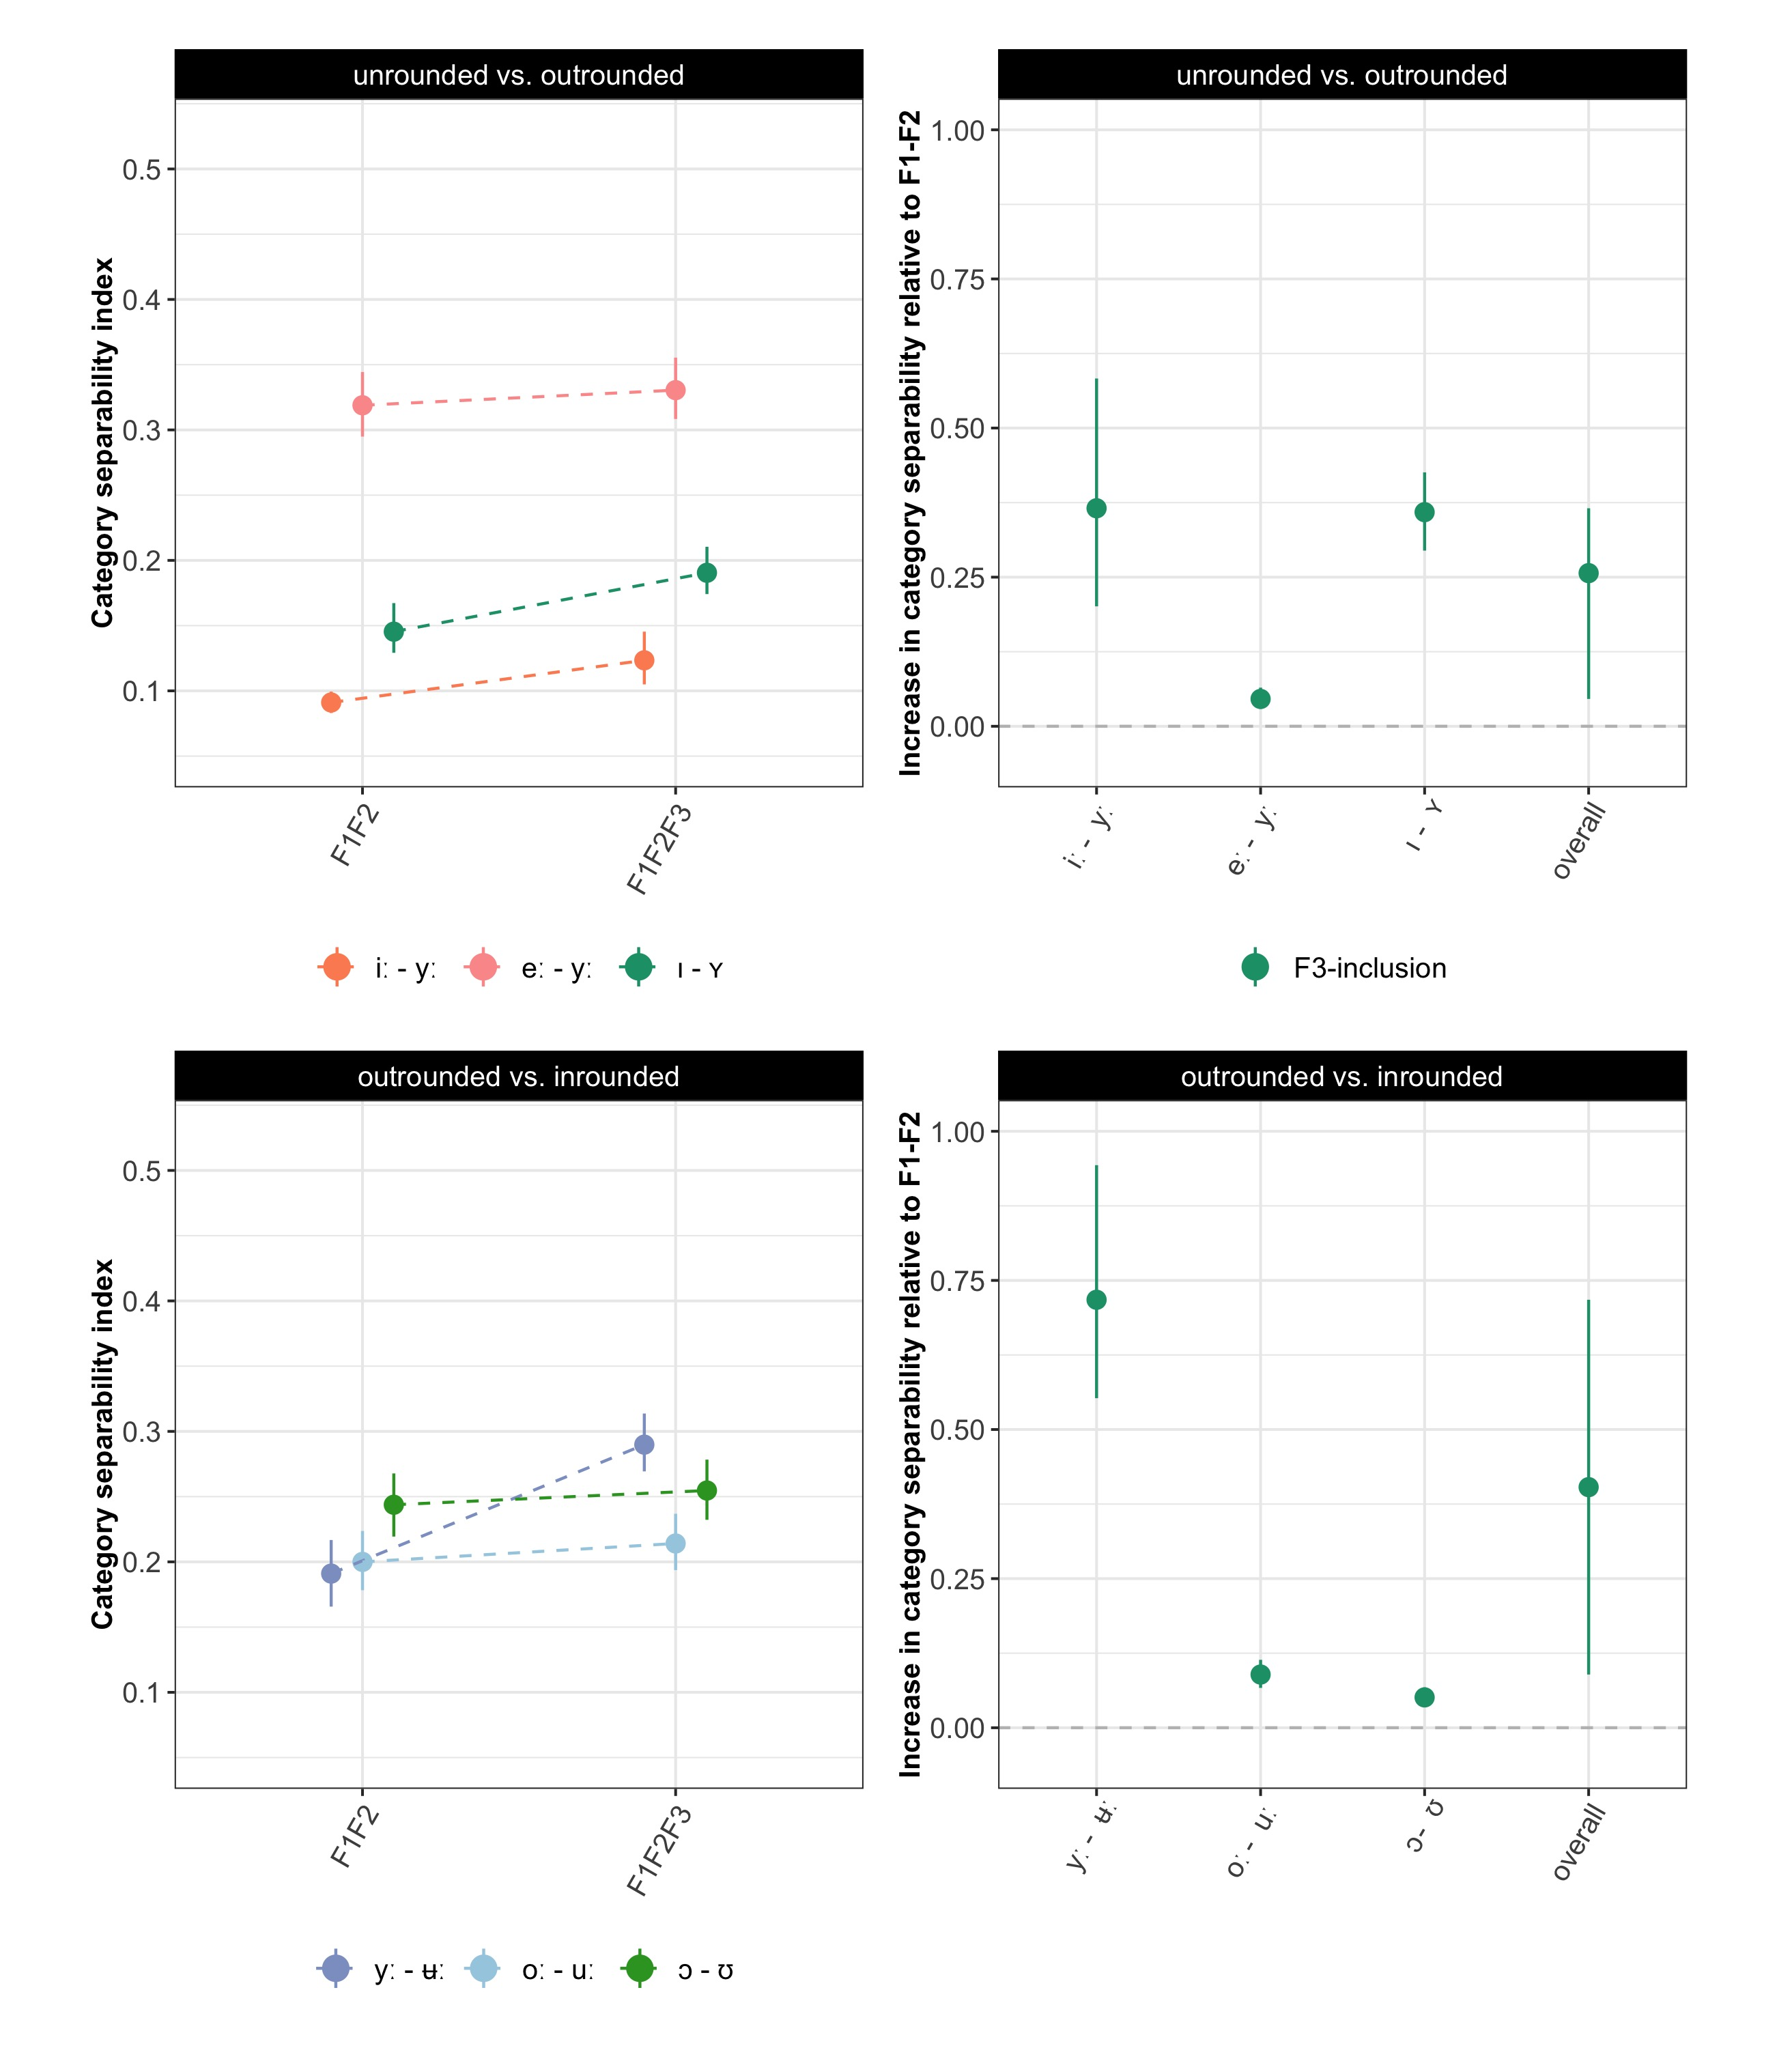 unrounded vs. outrounded
Category separability index
0.5
0.4
0.3
0.2
0.1
F1F2
F1F2F3
iː - yː
eː - yː
ɪ - ʏ
unrounded vs. outrounded
Increase in category separability relative to F1-F2
1.00
0.75
0.50
0.25
0.00
iː - yː
eː - yː
ɪ - ʏ
overall
F3-inclusion
outrounded vs. inrounded
Category separability index
0.5
0.4
0.3
0.2
0.1
F1F2
F1F2F3
yː - ʉː
oː - uː
ɔ - ʊ
outrounded vs. inrounded
Increase in category separability relative to F1-F2
1.00
0.75
0.50
0.25
0.00
yː - ʉː
oː - uː
ɔ - ʊ
overall